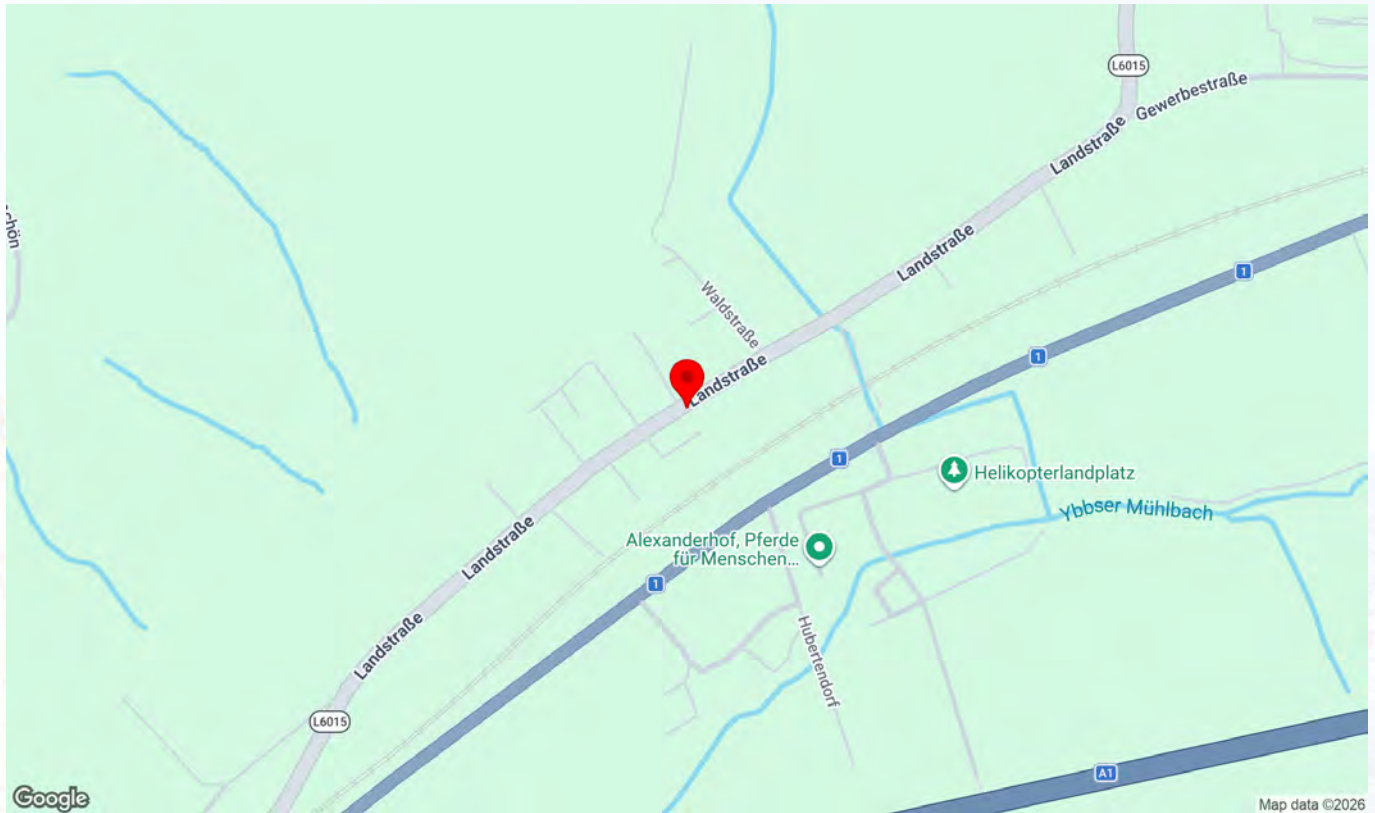 L6015
Gewerbestraße
Landstraße
chön
Landstraße
1
Waldstraße
1
Landstraße
1
Helikopterlandplatz
Ybbser Mühlbach
Landstraße
Alexanderhof, Pferde
für Menschen...
1
Hubertendorf
Landstraße
L6015
A1
Google
Map data ©2026